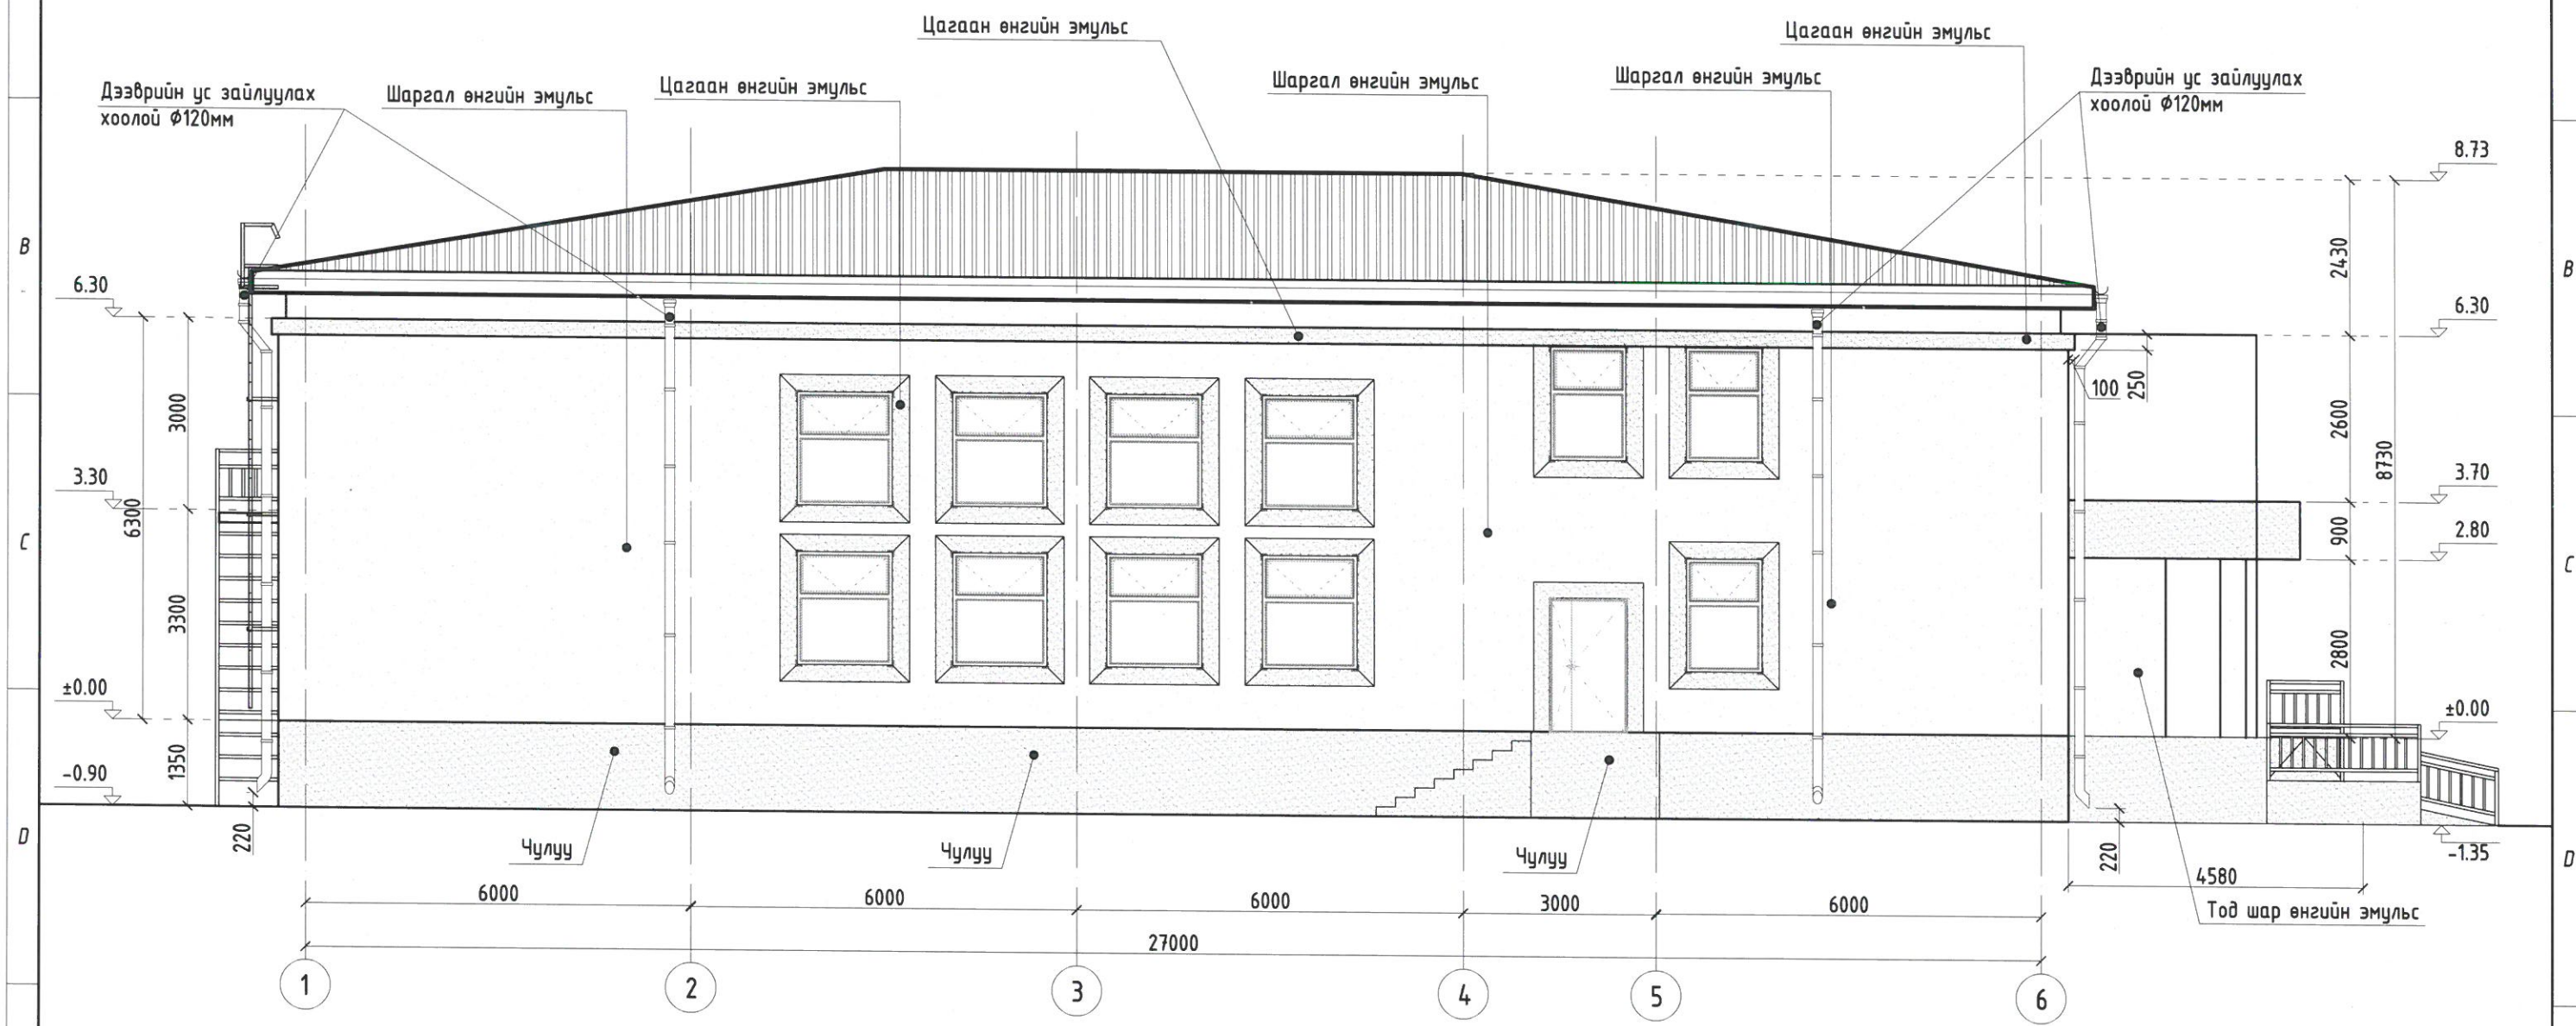 Цагаан өнгийн эмульс
Цагаан өнгийн эмульс
Дээврийн ус зайлуулах
хоолой Ф120мм
Шаргал өнгийн эмульс
Цагаан өнгийн эмульс
Шаргал өнгийн эмульс
Шаргал өнгийн эмульс
Дээврийн ус зайлуулах
хоолой Ф120мм
8.73
B
B
2430
6.30
6.30
3000
100
250
2600
8730
3.30
3.70
6300
C
C
900
2.80
3300
2800
±0.00
±0.00
-0.90
1350
D
D
220
Чулуу
Чулуу
Чулуу
220
-1.35
4580
6000
6000
6000
3000
6000
Тод шар өнгийн эмульс
27000
1
2
3
4
5
6